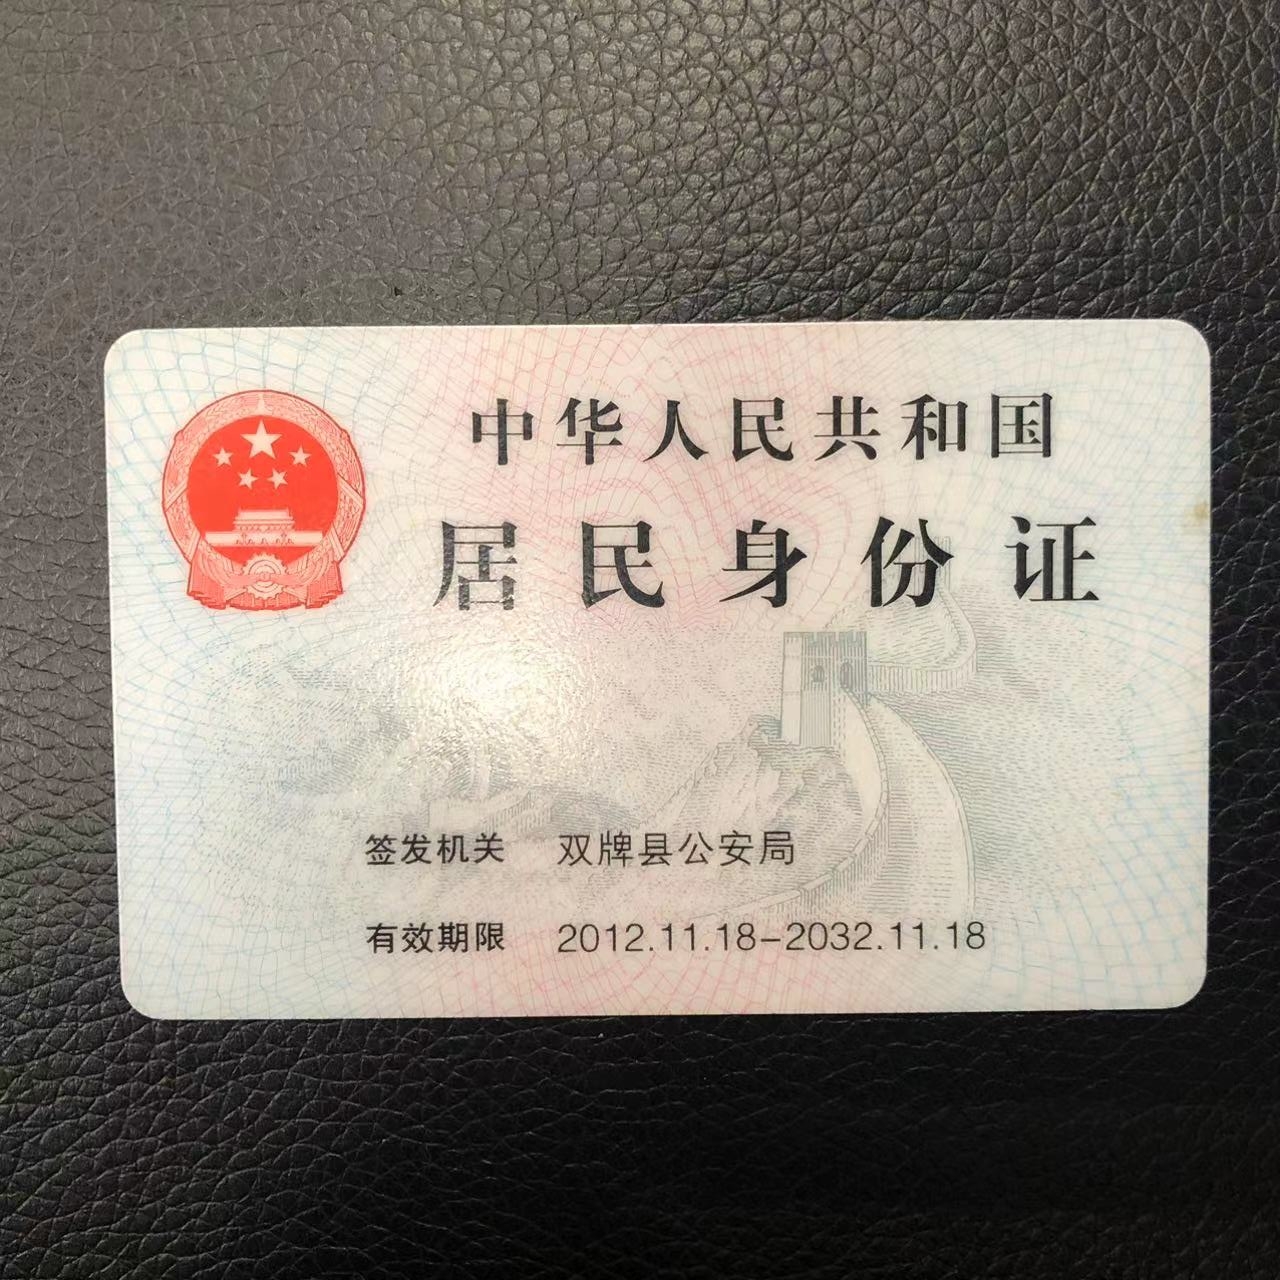 中华人民共和国
居民身份证
签发机关 双牌县公安局
有效期限 2012.11.18-2032.11.18